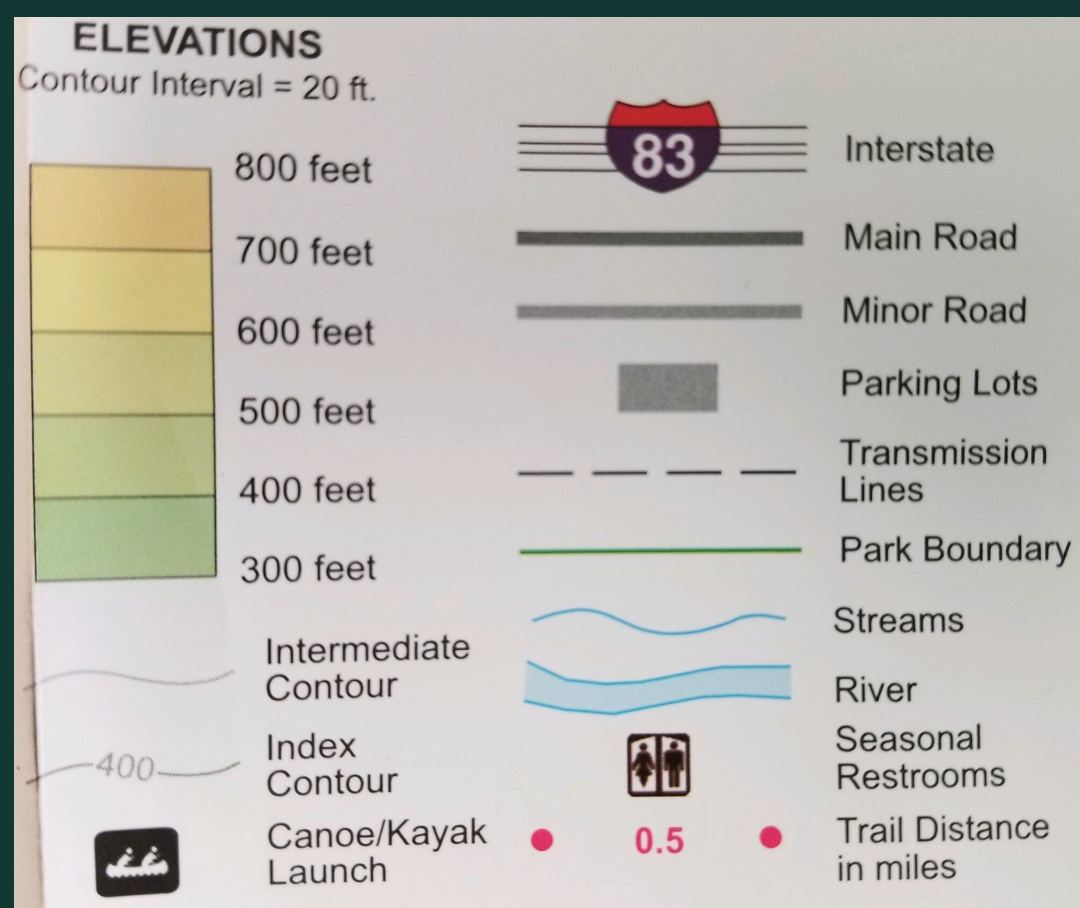 ELEVATIONS
Contour Interval = 20 ft.
800 feet
700 feet
600 feet
500 feet
400 feet
300 feet
Intermediate
Contour
400
Index
Contour
Canoe/Kayak
Launch
83
Interstate
Main Road
Minor Road
Parking Lots
Transmission
Lines
Park Boundary
Streams
River
Seasonal
Restrooms
0.5
Trail Distance
in miles